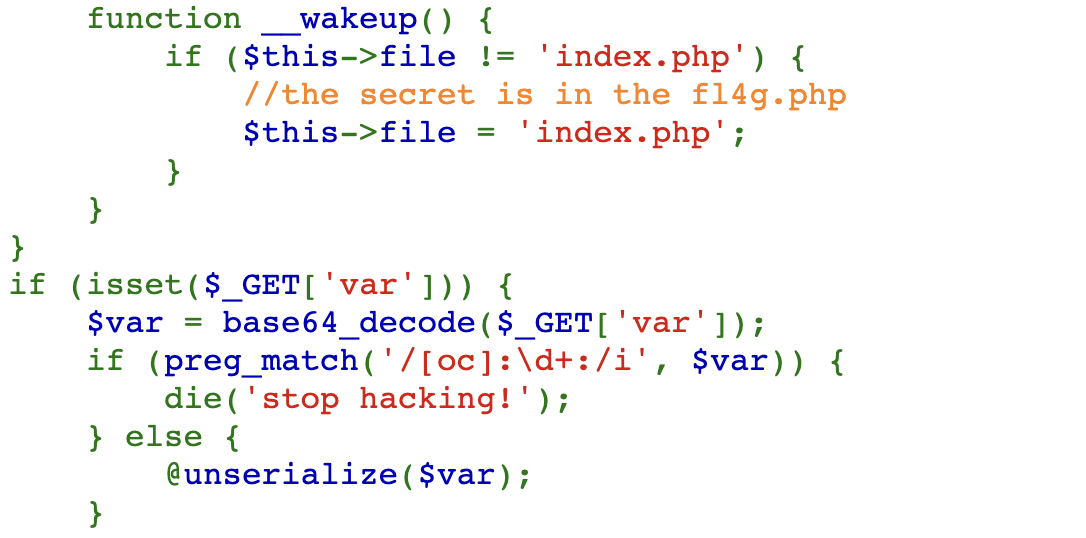 function __wakeup() {
if ($this->file != 'index.php') {
//the secret is in the fl4g.php
$this->file = 'index.php';
}
}
}
if (isset($_GET['var'])) {
$var = base64_decode($_GET['var']);
if (preg_match('/[oc]:\d+:/i', $var)) {
die('stop hacking!');
} else {
@unserialize($var);
}